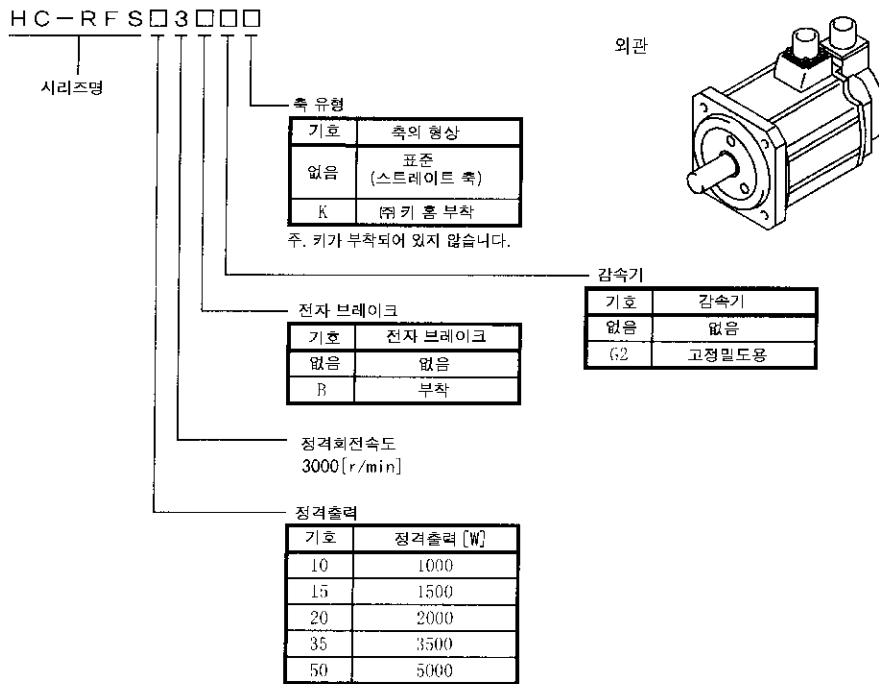 HC-RFS□3□□□
시리즈명
외관
축 유형
기호 축의 형상
없음 표준
(스트레이트 축)
K ㈜키 홈 부착
주. 키가 부착되어 있지 않습니다.
감속기
기호 감속기
없음 없음
G2 고정밀도용
전자 브레이크
기호 전자 브레이크
없음 없음
B 부착
정격회전속도
3000[r/min]
정격출력
기호 정격출력 [W]
10 1000
15 1500
20 2000
35 3500
50 5000